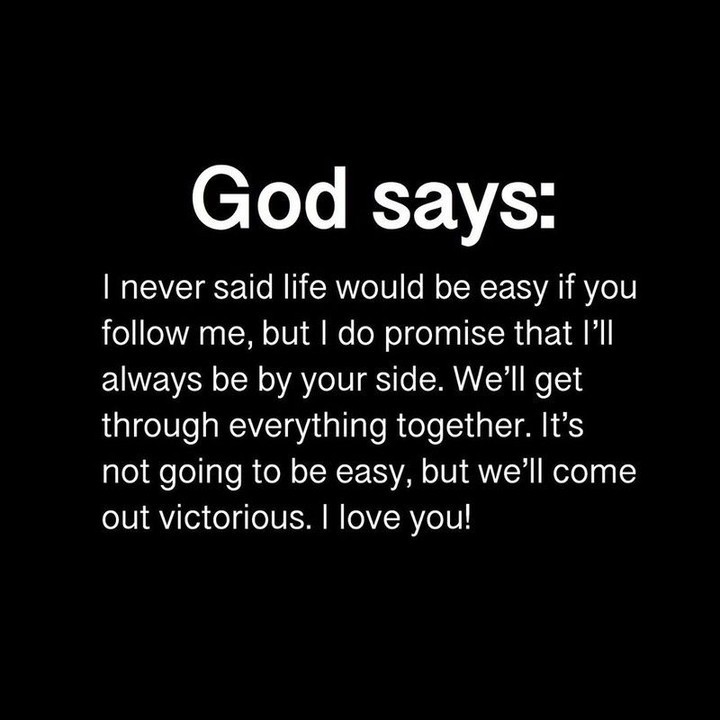 God says:
I never said life would be easy if you
follow me, but I do promise that I’ll
always be by your side. We’ll get
through everything together. It’s
not going to be easy, but we’ll come
out victorious. I love you!